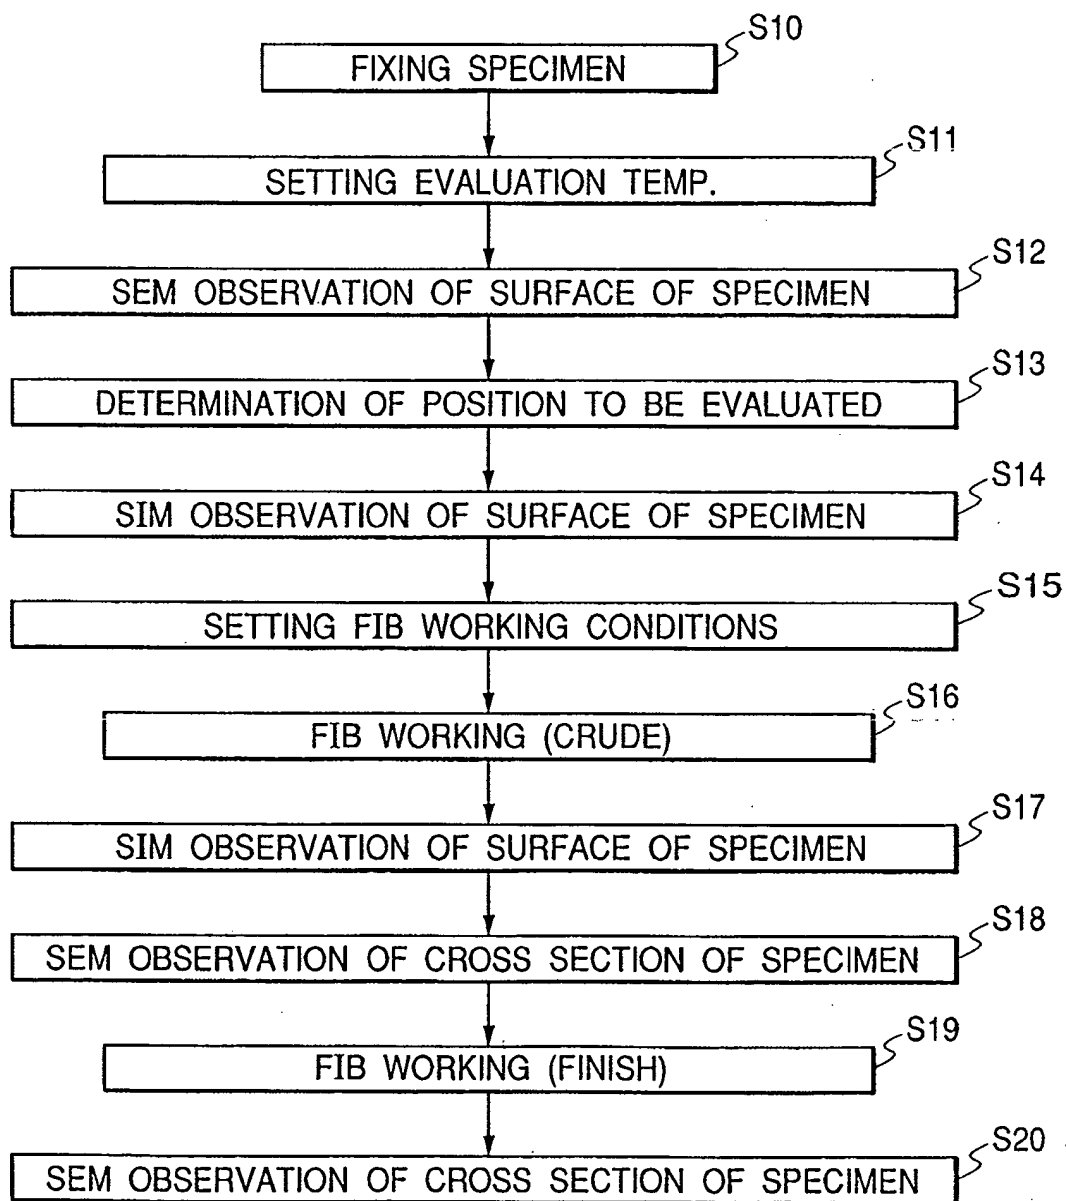 S10
FIXING SPECIMEN
S11
SETTING EVALUATION TEMP.
S12
SEM OBSERVATION OF SURFACE OF SPECIMEN
S13
DETERMINATION OF POSITION TO BE EVALUATED
S14
SIM OBSERVATION OF SURFACE OF SPECIMEN
S15
SETTING FIB WORKING CONDITIONS
S16
FIB WORKING (CRUDE)
S17
SIM OBSERVATION OF SURFACE OF SPECIMEN
S18
SEM OBSERVATION OF CROSS SECTION OF SPECIMEN
S19
FIB WORKING (FINISH)
S20
SEM OBSERVATION OF CROSS SECTION OF SPECIMEN